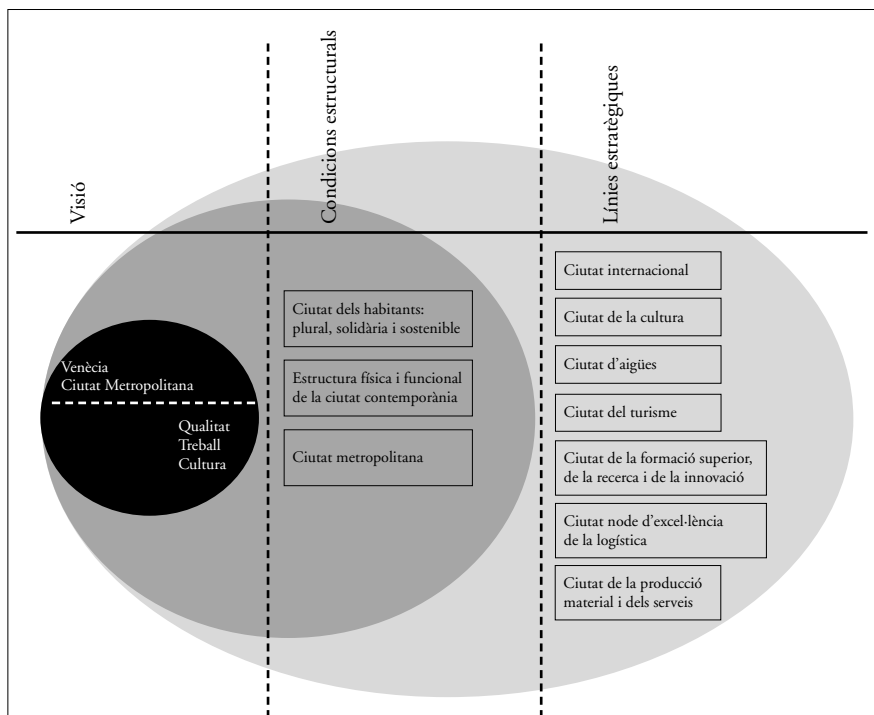 Visió
Condicions estructurals
Línies estratègiques
Venècia
Ciutat Metropolitana
Qualitat
Treball
Cultura
Ciutat dels habitants:
plural, solidària i sostenible
Estructura física i funcional
de la ciutat contemporània
Ciutat metropolitana
Ciutat internacional
Ciutat de la cultura
Ciutat d’aigües
Ciutat del turisme
Ciutat de la formació superior,
de la recerca i de la innovació
Ciutat node d’excel·lència
de la logística
Ciutat de la producció
material i dels serveis